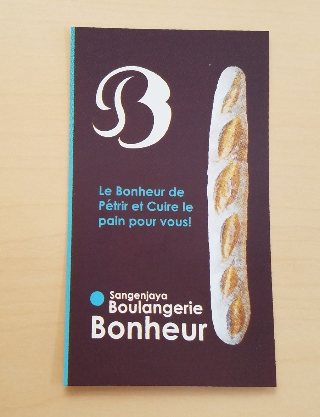 B
Le Bonheur de
Pétrir et Cuire le
pain pour vous!
Sangenjaya
Boulangerie
Bonheur